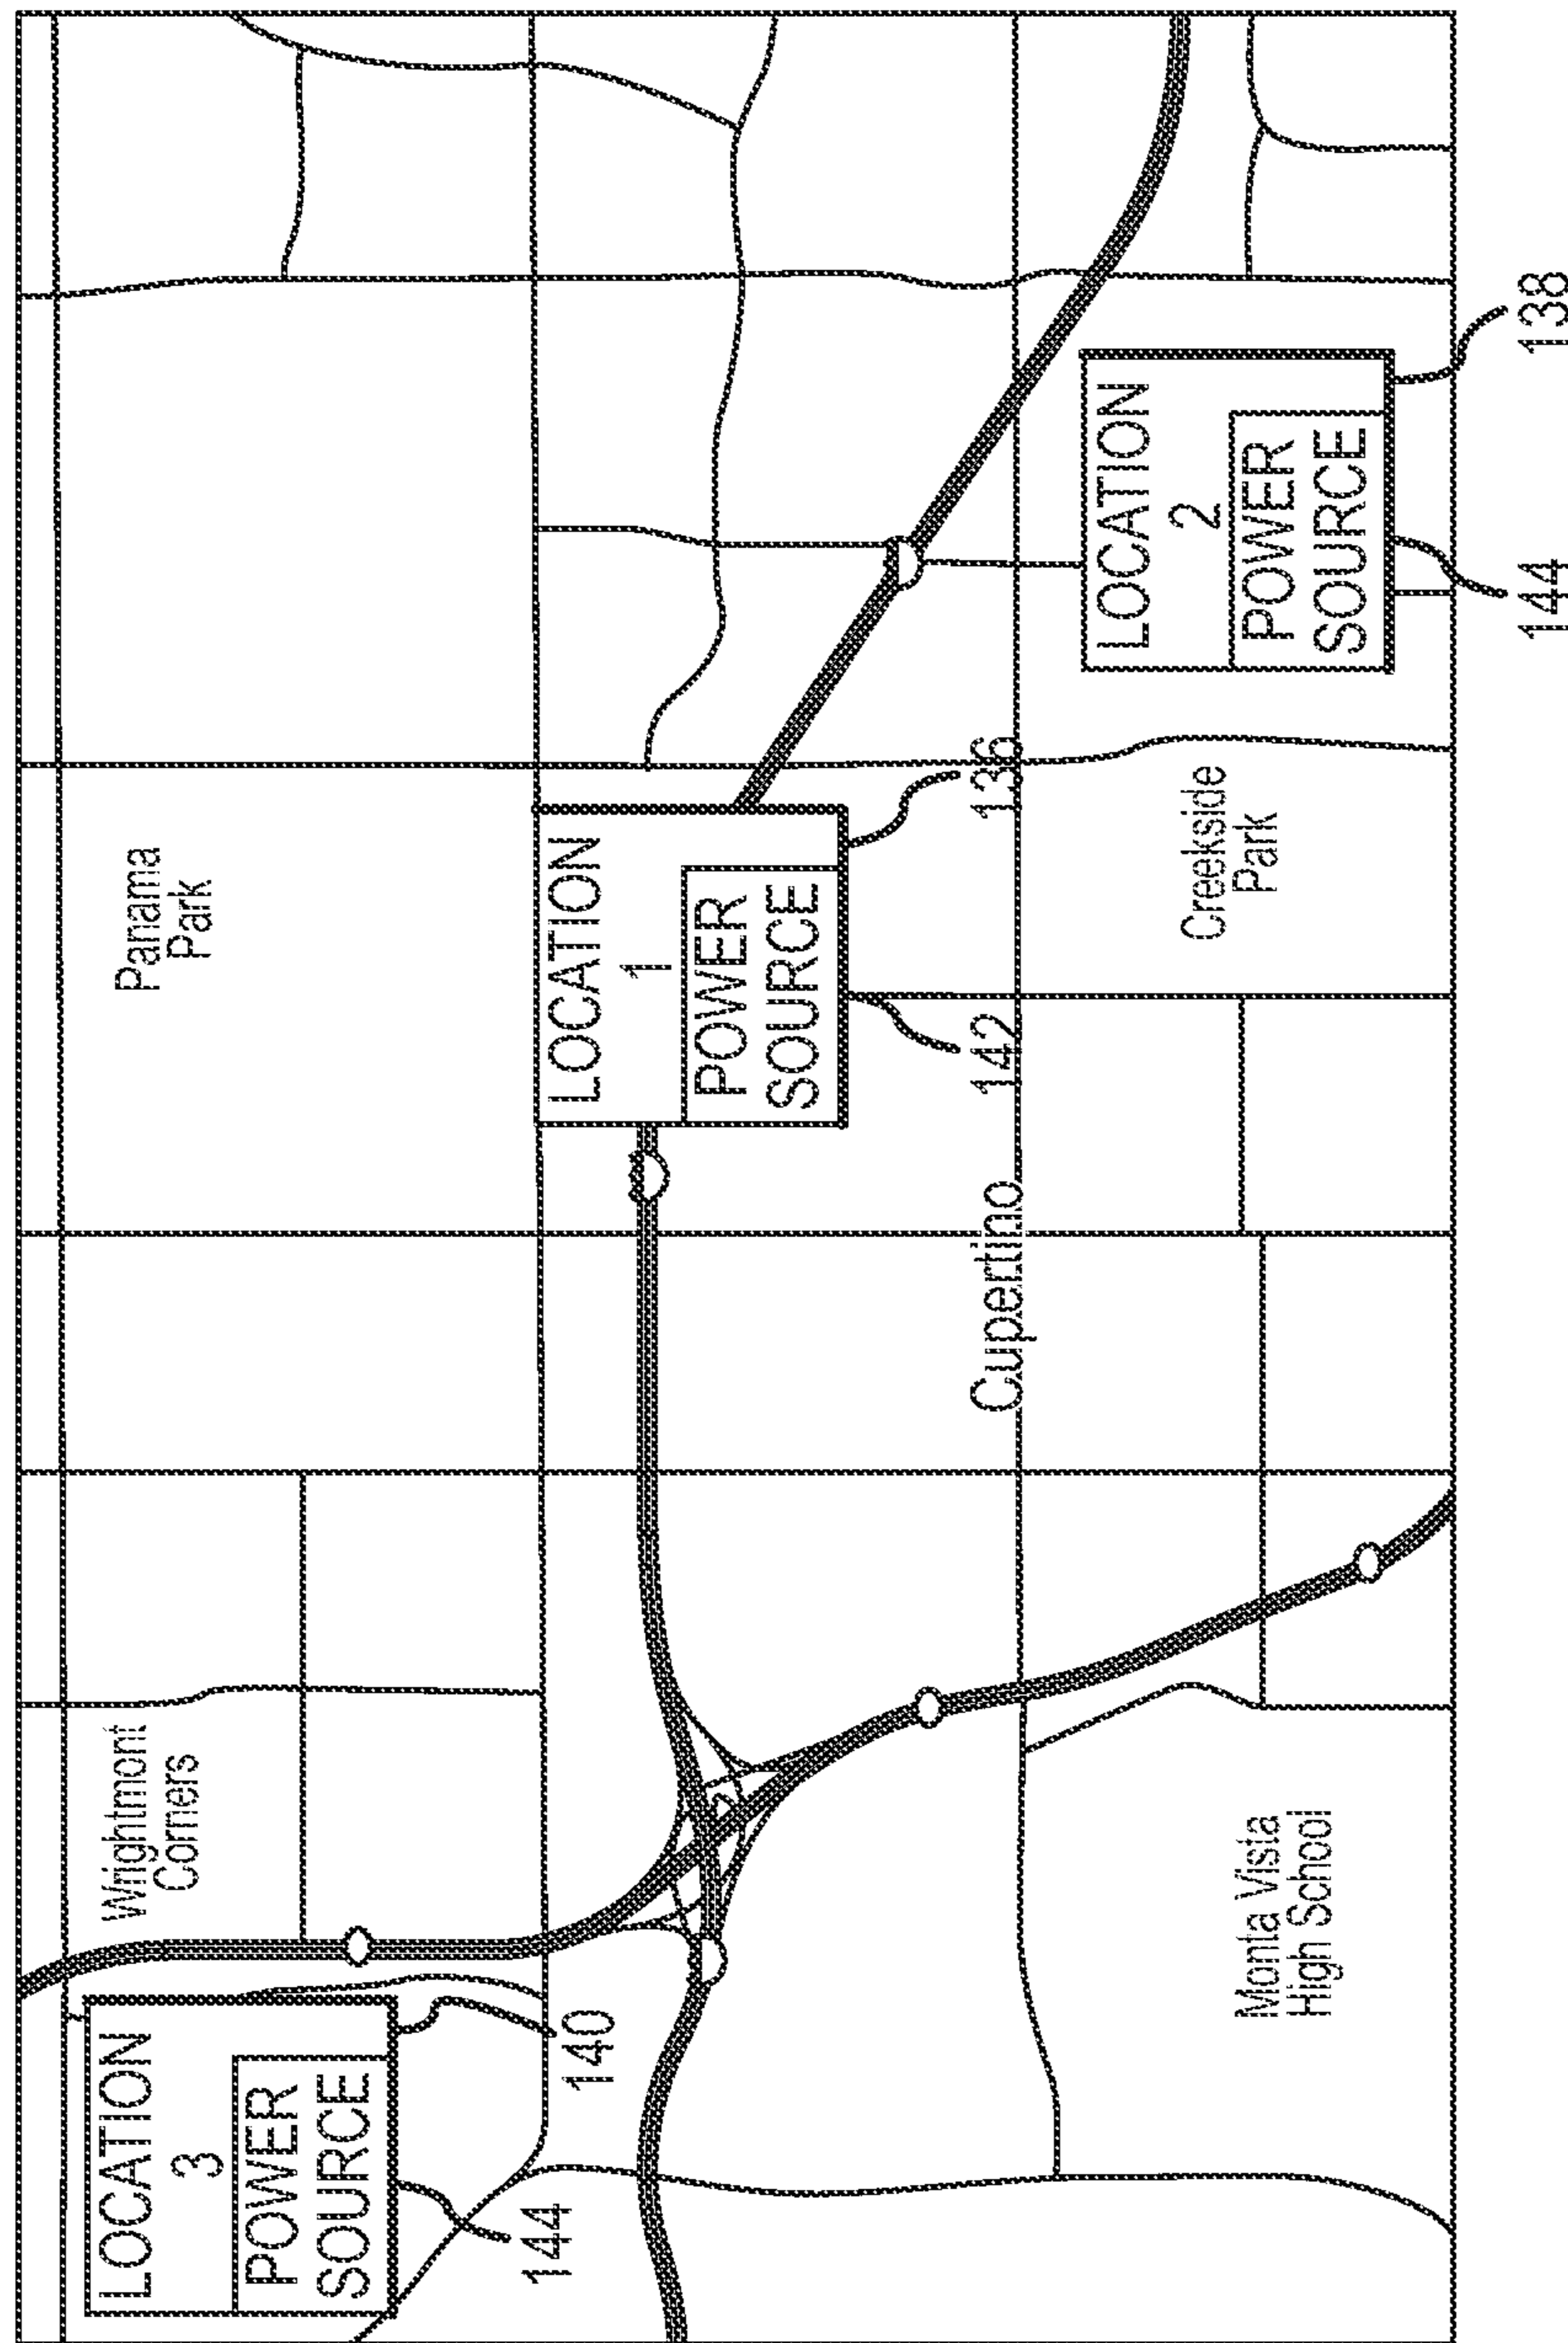 Wrightmont
Corners
Panama
Park
LOCATION
3
POWER
SOURCE
140
144
LOCATION
1
POWER
SOURCE
136
142
Cupertino
LOCATION
2
POWER
SOURCE
138
144
Creekside
Park
Monta Vista
High School